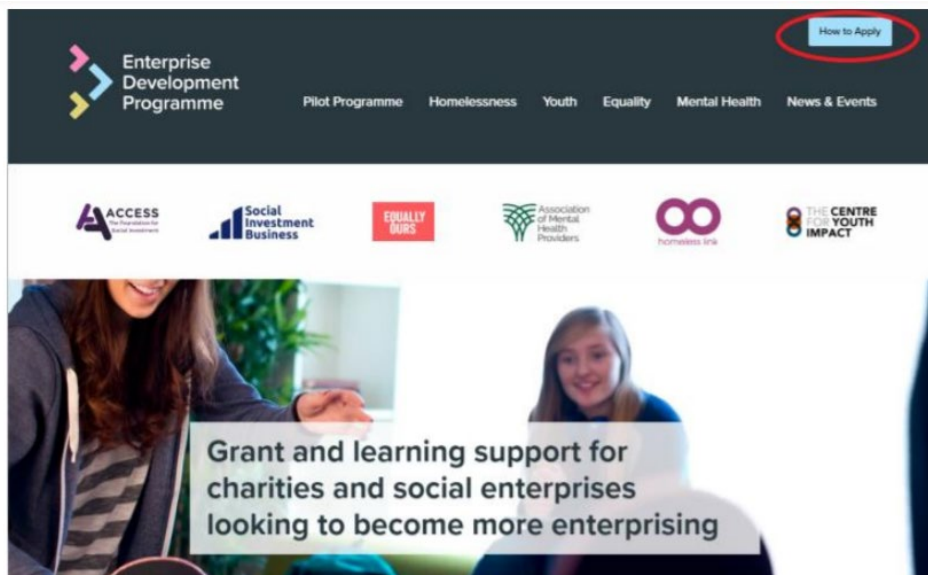 How to Apply
Enterprise
Development
Programme
Pilot Programme Homelessness Youth Equality Mental Health News & Events
ACCESS
The Foundation for
Social Investment
Social
Investment
Business
EQUALLY
OURS
Association
of Mental
Health
Providers
homeless link
THE CENTRE
FOR YOUTH
IMPACT
Grant and learning support for
charities and social enterprises
looking to become more enterprising